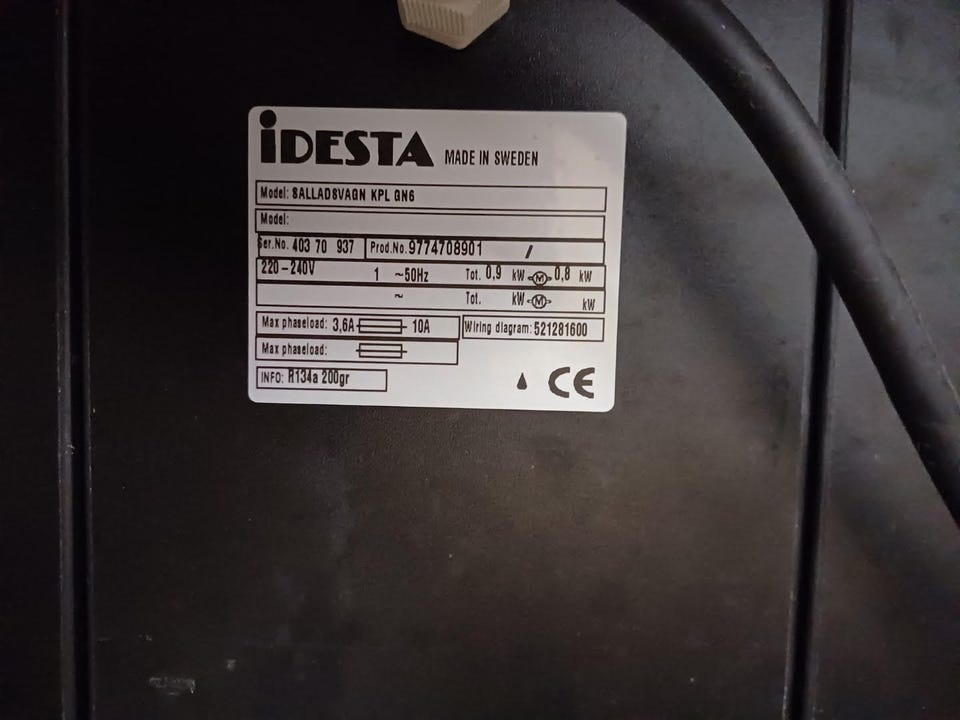 iDESTA MADE IN SWEDEN
Model: SALLADSVAGN KPL GN6
Model:
Ser.No. 403 70 937 Prod.No. 9774708901 /
220-240V 1 ~50Hz Tot. 0,9 kW M 0,8 kW
~ Tot. kW M kW
Max phaseload: 3,6A 10A Wiring diagram: 521281600
Max phaseload:
INFO: R134a 200gr CE